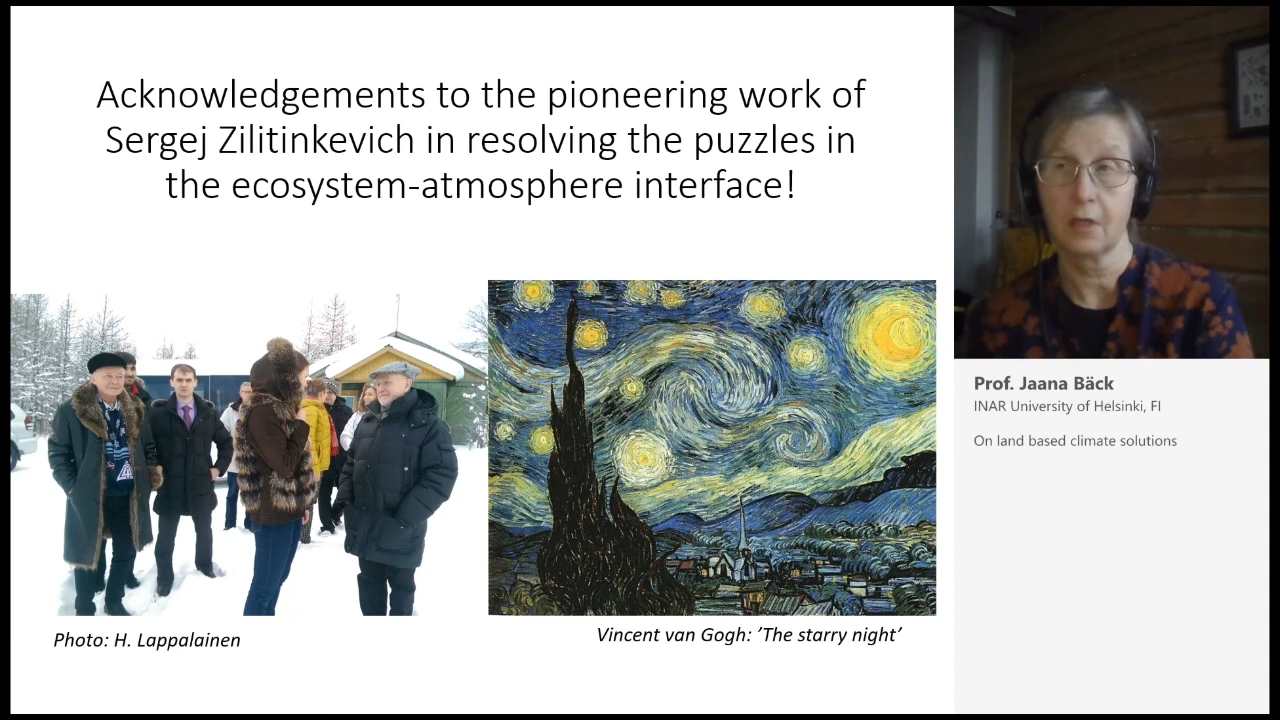 Acknowledgements to the pioneering work of
Sergej Zilitinkevich in resolving the puzzles in
the ecosystem-atmosphere interface!
Photo: H. Lappalainen
Vincent van Gogh: ’The starry night’
Prof. Jaana Bäck
INAR University of Helsinki, FI
On land based climate solutions